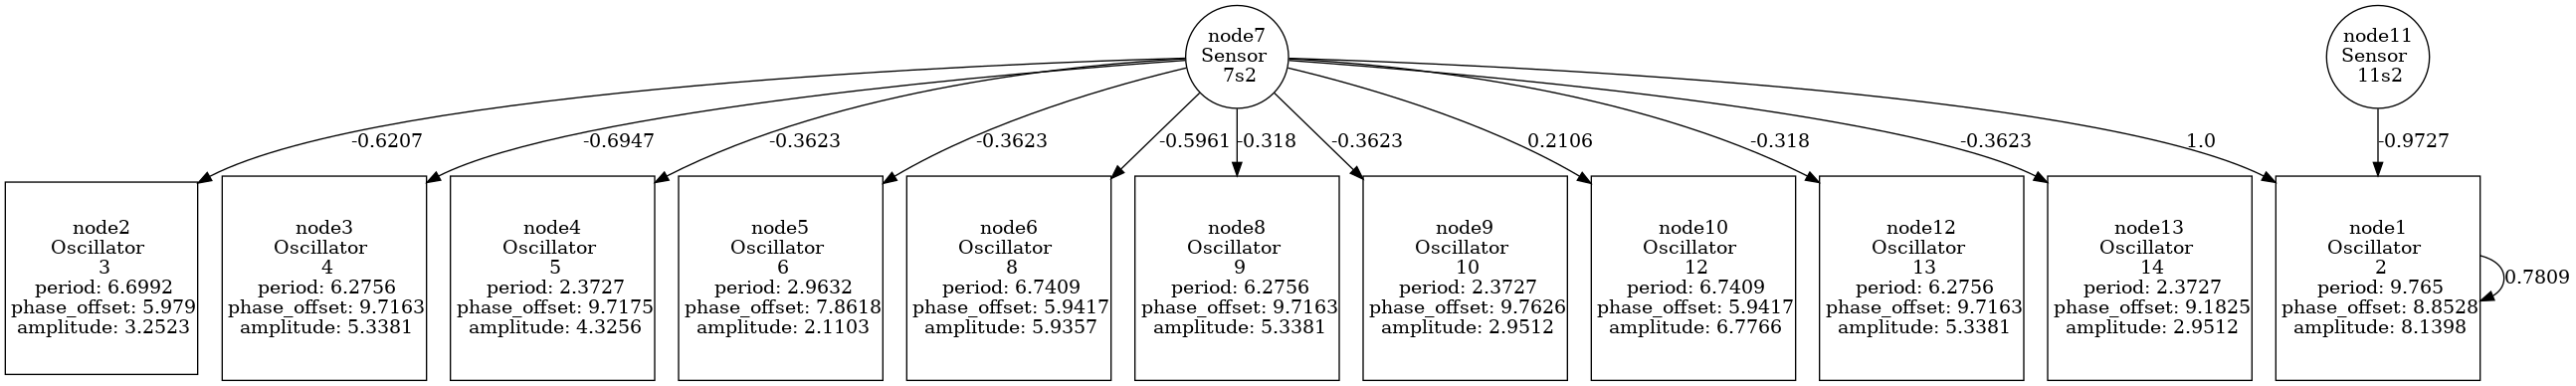 node7
Sensor
7s2
node11
Sensor
11s2
-0.6207
-0.6947
-0.3623
-0.3623
-0.5961
-0.318
-0.3623
0.2106
-0.318
-0.3623
1.0
-0.9727
node2
Oscillator
3
period: 6.6992
phase_offset: 5.979
amplitude: 3.2523
node3
Oscillator
4
period: 6.2756
phase_offset: 9.7163
amplitude: 5.3381
node4
Oscillator
5
period: 2.3727
phase_offset: 9.7175
amplitude: 4.3256
node5
Oscillator
6
period: 2.9632
phase_offset: 7.8618
amplitude: 2.1103
node6
Oscillator
8
period: 6.7409
phase_offset: 5.9417
amplitude: 5.9357
node8
Oscillator
9
period: 6.2756
phase_offset: 9.7163
amplitude: 5.3381
node9
Oscillator
10
period: 2.3727
phase_offset: 9.7626
amplitude: 2.9512
node10
Oscillator
12
period: 6.7409
phase_offset: 5.9417
amplitude: 6.7766
node12
Oscillator
13
period: 6.2756
phase_offset: 9.7163
amplitude: 5.3381
node13
Oscillator
14
period: 2.3727
phase_offset: 9.1825
amplitude: 2.9512
node1
Oscillator
2
period: 9.765
phase_offset: 8.8528
amplitude: 8.1398
0.7809